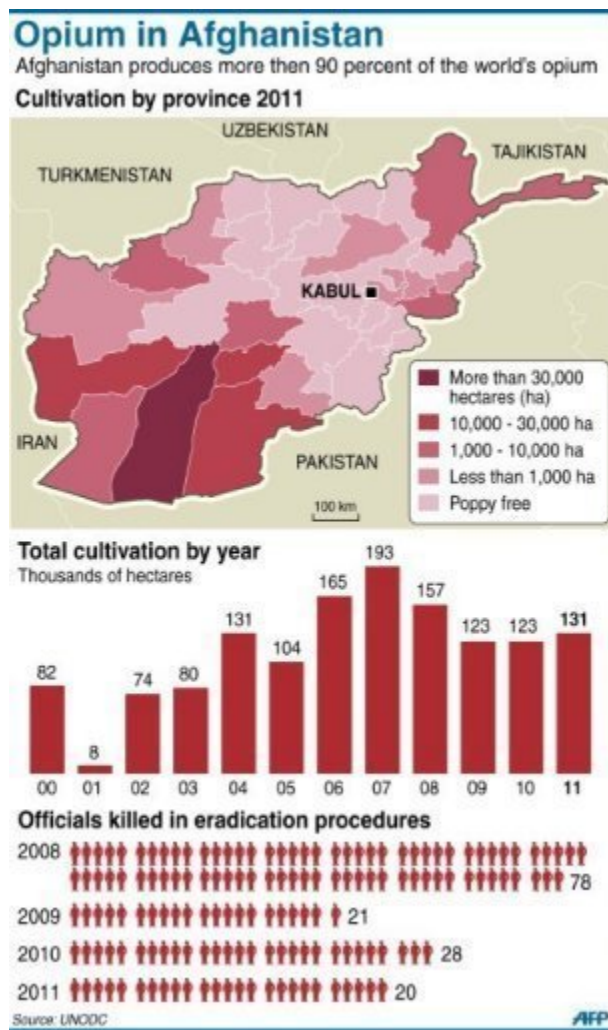 Opium in Afghanistan
Afghanistan produces more then 90 percent of the world's opium
Cultivation by province 2011
UZBEKISTAN
TAJIKISTAN
TURKMENISTAN
KABUL
IRAN
PAKISTAN
100 km
More than 30,000
hectares (ha)
10,000 - 30,000 ha
1,000 - 10,000 ha
Less than 1,000 ha
Poppy free
Total cultivation by year
Thousands of hectares
82 8 74 80 131 104 165 193 157 123 123 131
00 01 02 03 04 05 06 07 08 09 10 11
Officials killed in eradication procedures
2008 78
2009 21
2010 28
2011 20
Source: UNODC
AFP